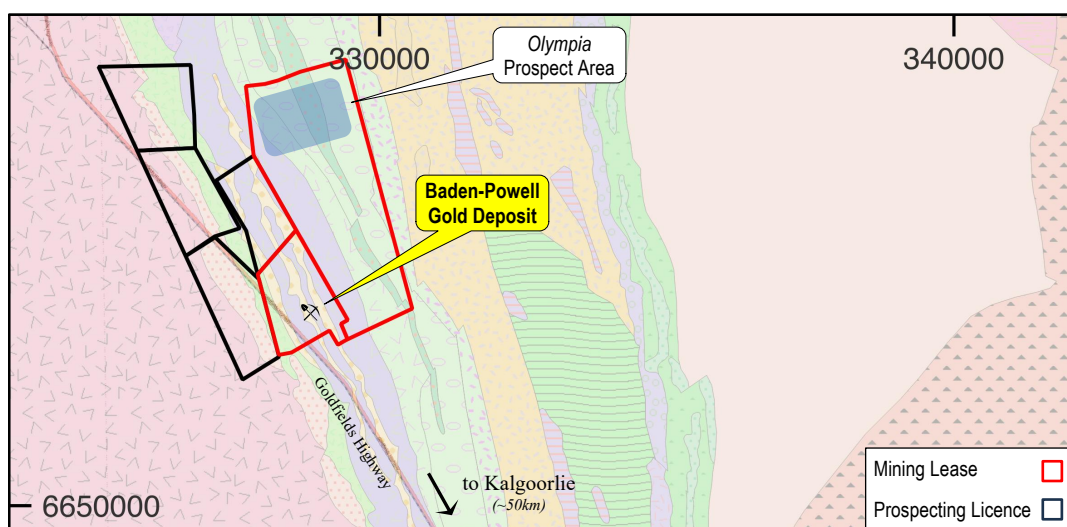 330000
340000
Olympia
Prospect Area
Baden-Powell
Gold Deposit
Goldfields Highway
to Kalgoorlie
(~50km)
6650000
Mining Lease
Prospecting Licence